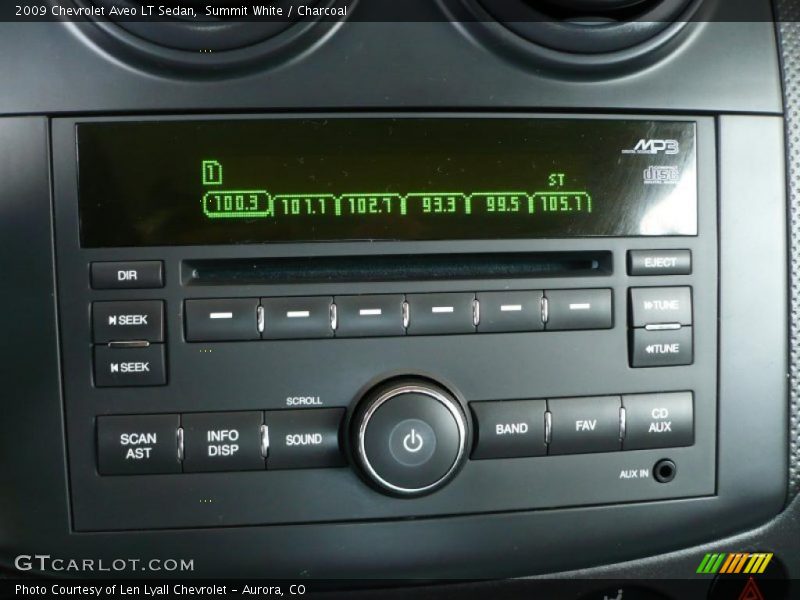 2009 Chevrolet Aveo LT Sedan, Summit White / Charcoal
MP3
1
ST
disc
100.3 101.1 102.7 93.3 99.5 105.1
DIR
EJECT
SEEK
TUNE
SEEK
TUNE
SCROLL
SCAN
AST
INFO
DISP
SOUND
BAND
FAV
CD
AUX
AUX IN
GTCARLOT.COM
Photo Courtesy of Len Lyall Chevrolet - Aurora, CO